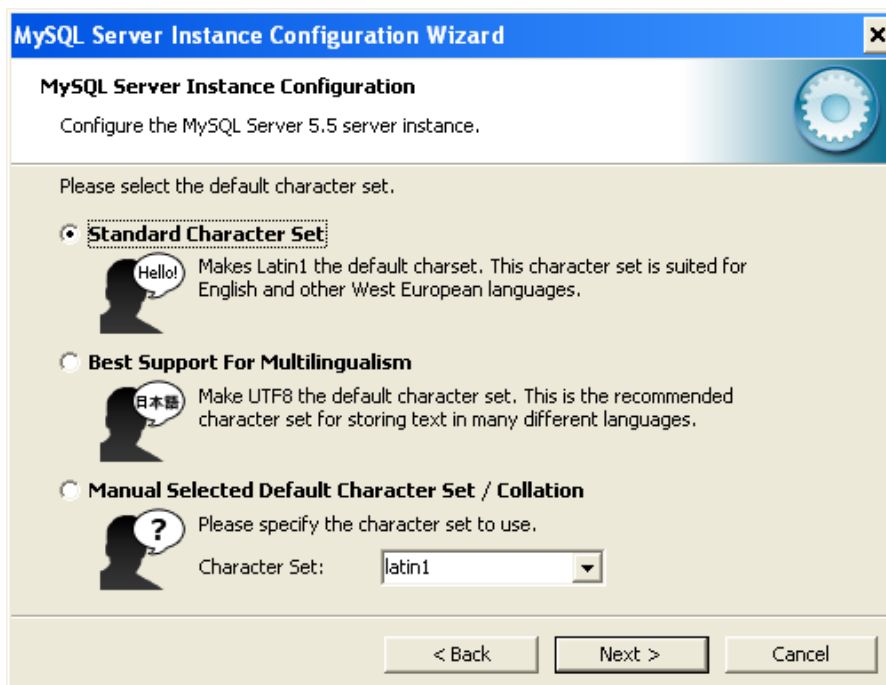 MySQL Server Instance Configuration Wizard
MySQL Server Instance Configuration
Configure the MySQL Server 5.5 server instance.
Please select the default character set.
Standard Character Set
Hello!
Makes Latin1 the default charset. This character set is suited for
English and other West European languages.
Best Support For Multilingualism
日本語
Make UTF8 the default character set. This is the recommended
character set for storing text in many different languages.
Manual Selected Default Character Set / Collation
?
Please specify the character set to use.
Character Set: latin1
< Back Next > Cancel